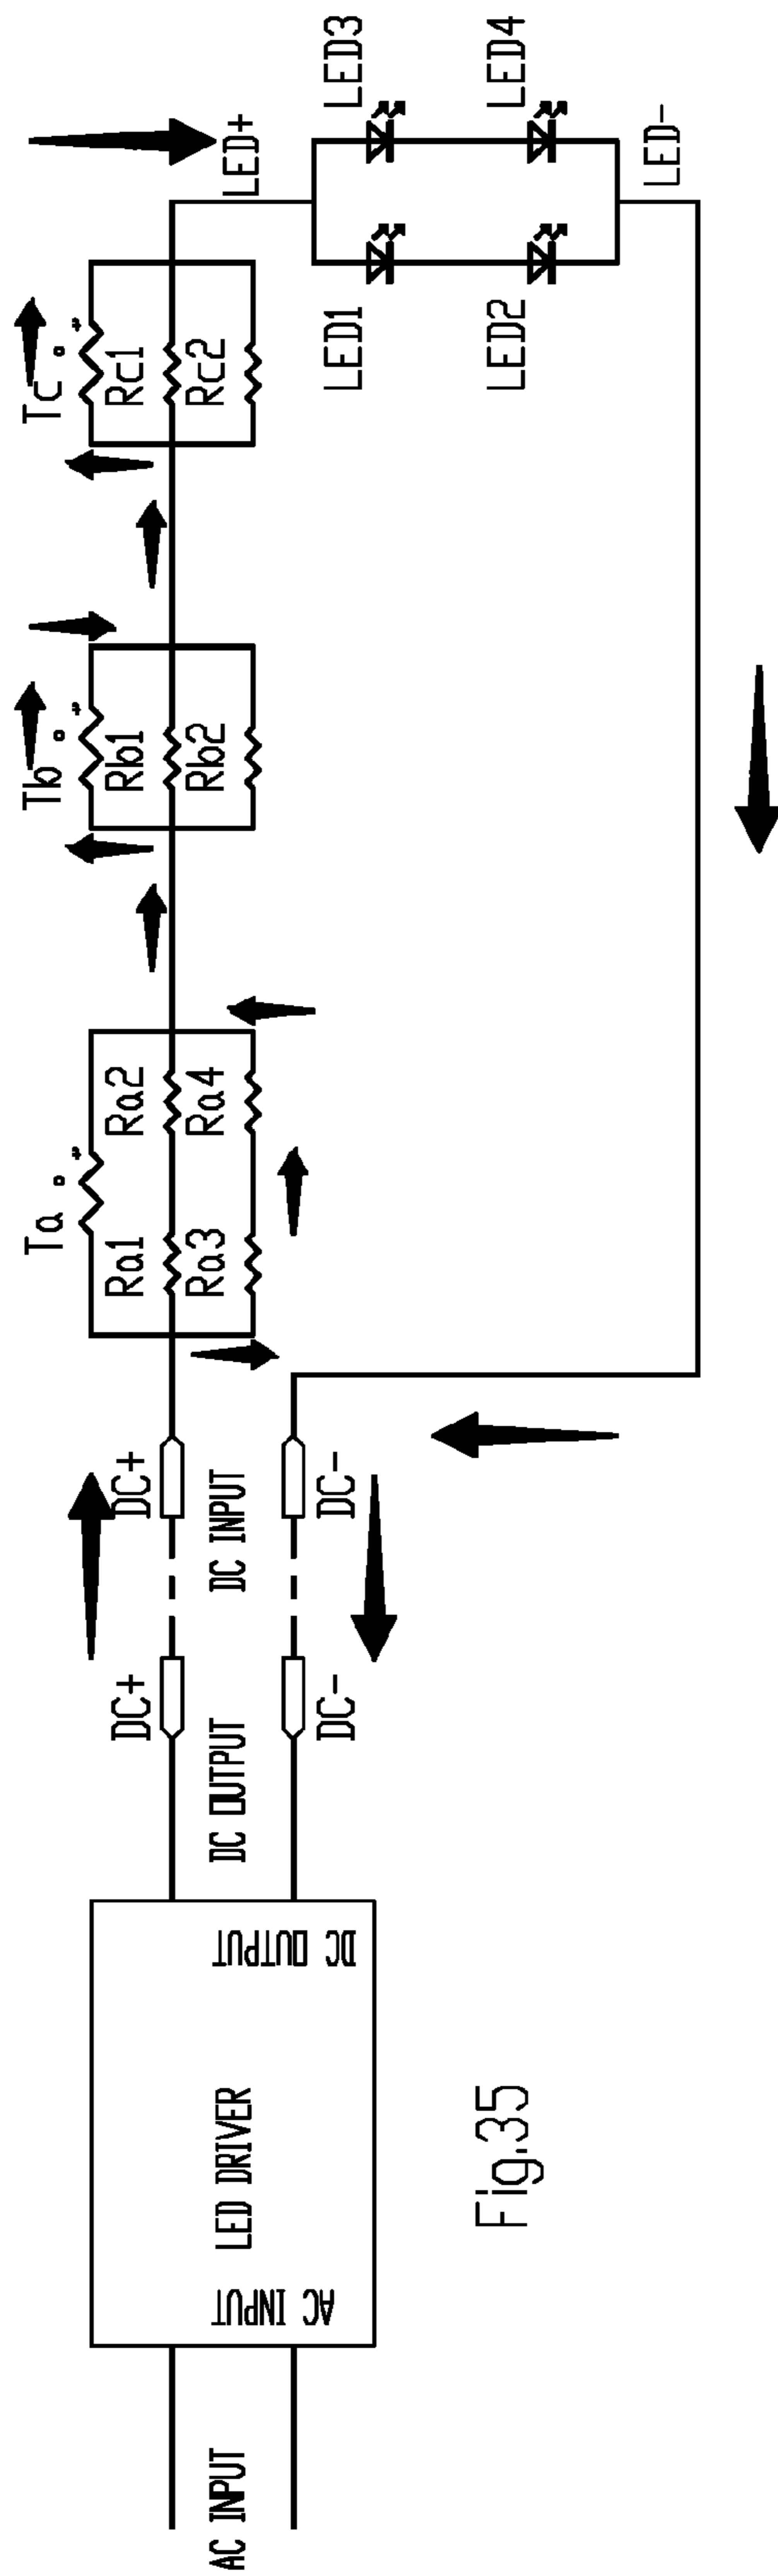 AC INPUT
AC INPUT
LED DRIVER
DC OUTPUT
DC OUTPUT
DC+
DC-
DC INPUT
DC+
DC-
Ta
Ra1
Ra2
Ra3
Ra4
Tb
Rb1
Rb2
Tc
Rc1
Rc2
LED+
LED1
LED3
LED2
LED4
LED-
Fig.35